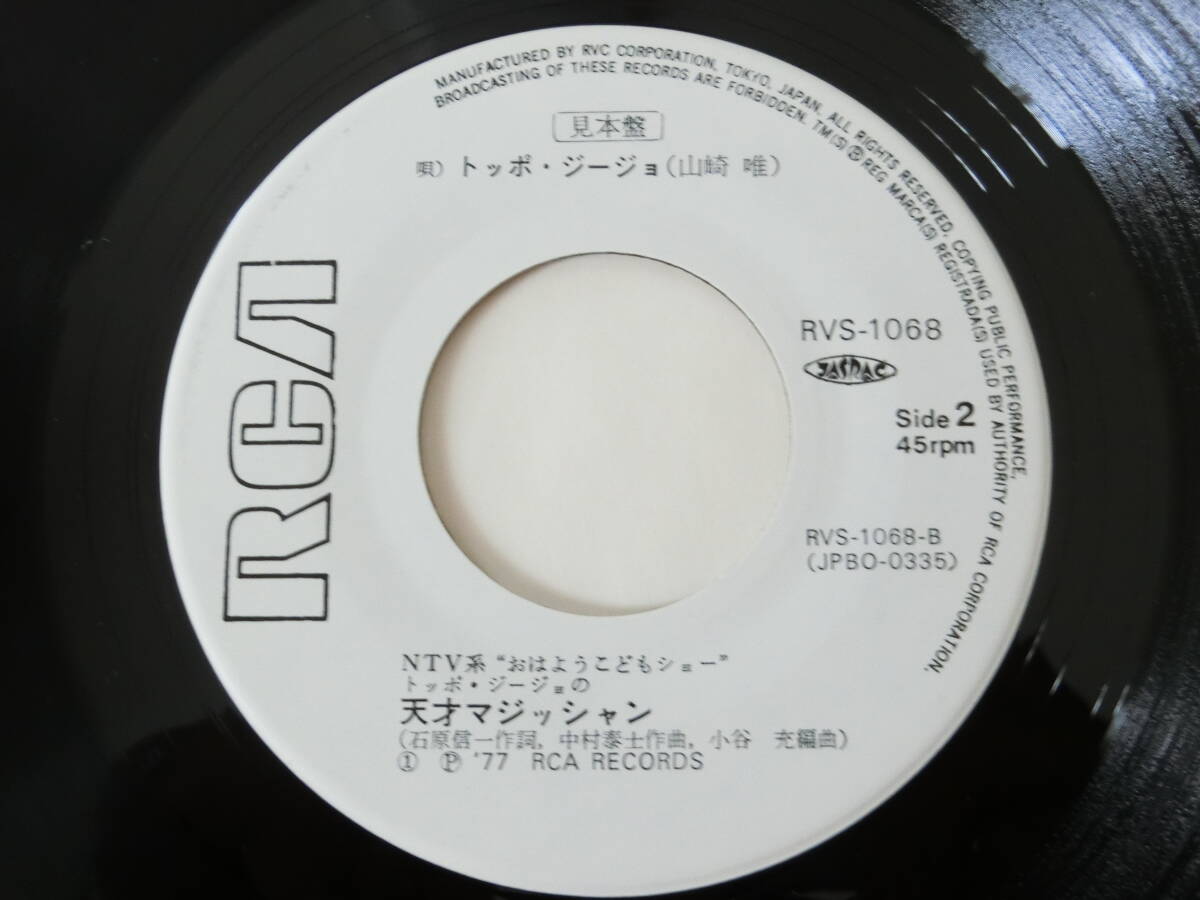 MANUFACTURED BY RVC CORPORATION, TOKYO, JAPAN. ALL RIGHTS RESERVED. COPYING PUBLIC PERFORMANCE,
BROADCASTING OF THESE RECORDS ARE FORBIDDEN. TM(S) ® REG MARCA(S) REGISTRADA(S) USED BY AUTHORITY OF RCA CORPORATION.
見本盤
唄) トッポ・ジージョ(山崎 唯)
RCA
RVS-1068
JASRAC
Side 2
45rpm
RVS-1068-B
(JPBO-0335)
NTV系 “おはようこどもショー”
トッポ・ジージョの
天才マジッシャン
(石原信一作詞, 中村泰士作曲, 小谷 充編曲)
① Ⓟ '77 RCA RECORDS